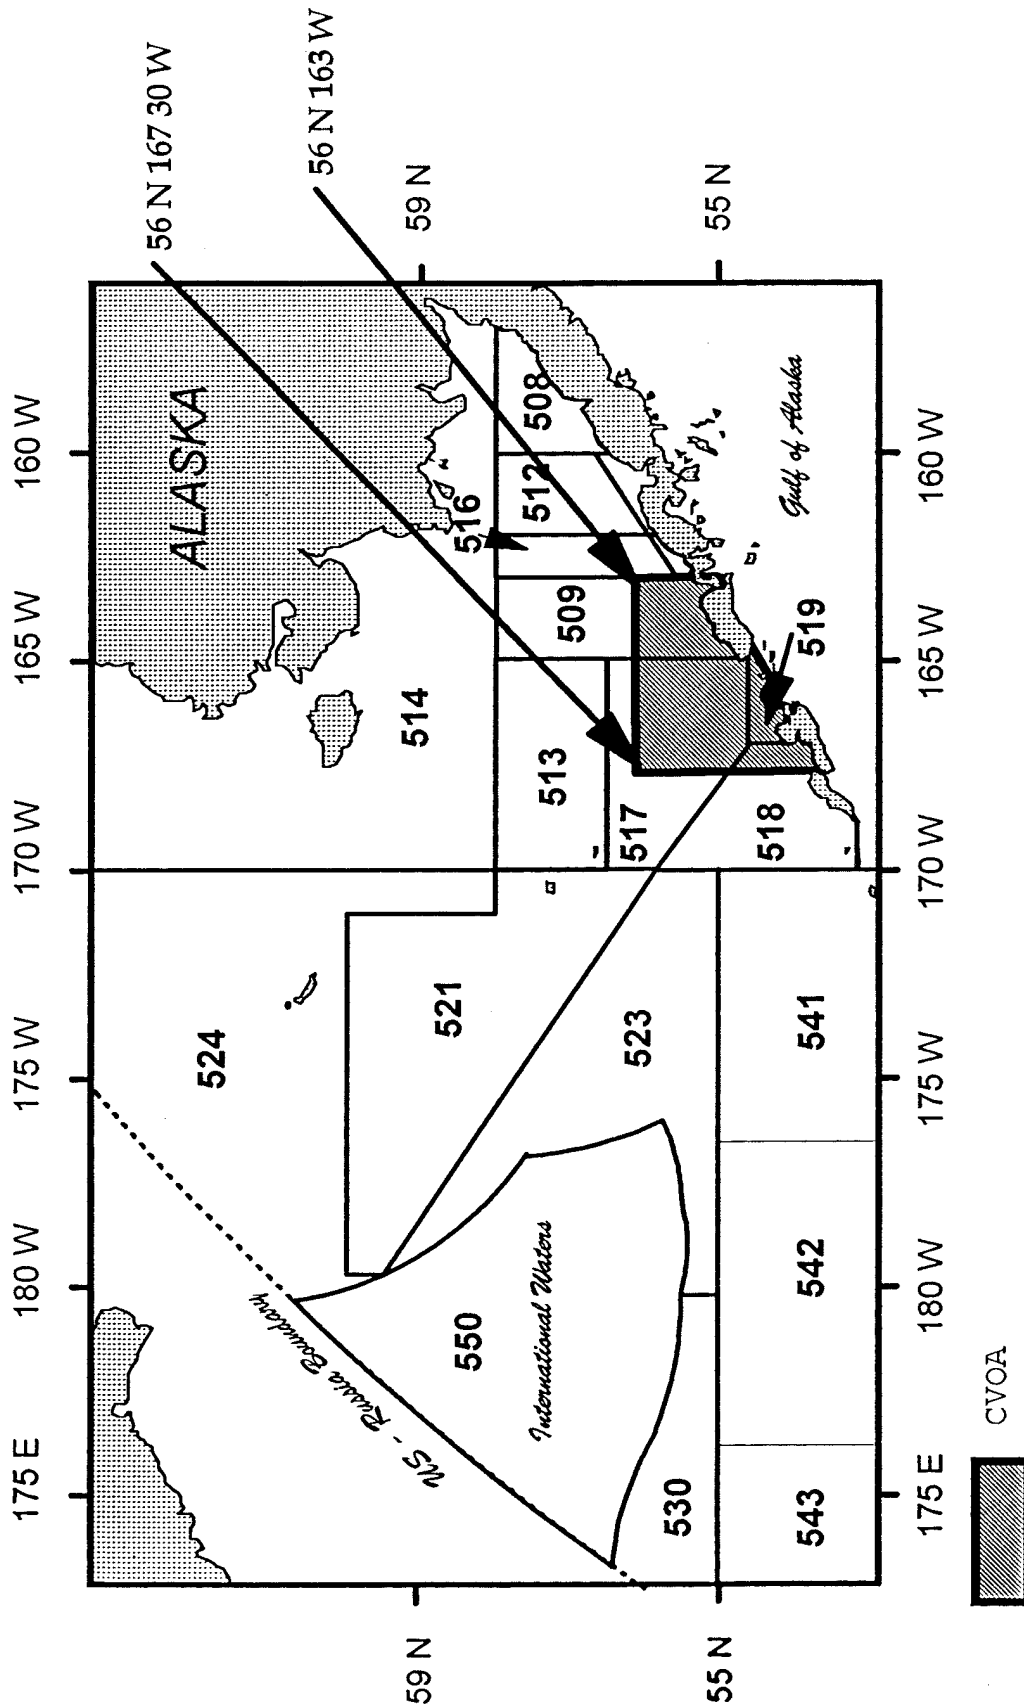 175 E
180 W
175 W
170 W
165 W
160 W
56 N 167 30 W
56 N 163 W
ALASKA
524
514
US - Russia Boundary
59 N
59 N
516
521
550
International Waters
513
509
512
508
523
517
530
55 N
55 N
518
519
Gulf of Alaska
543
542
541
175 E
180 W
175 W
170 W
165 W
160 W
CVOA